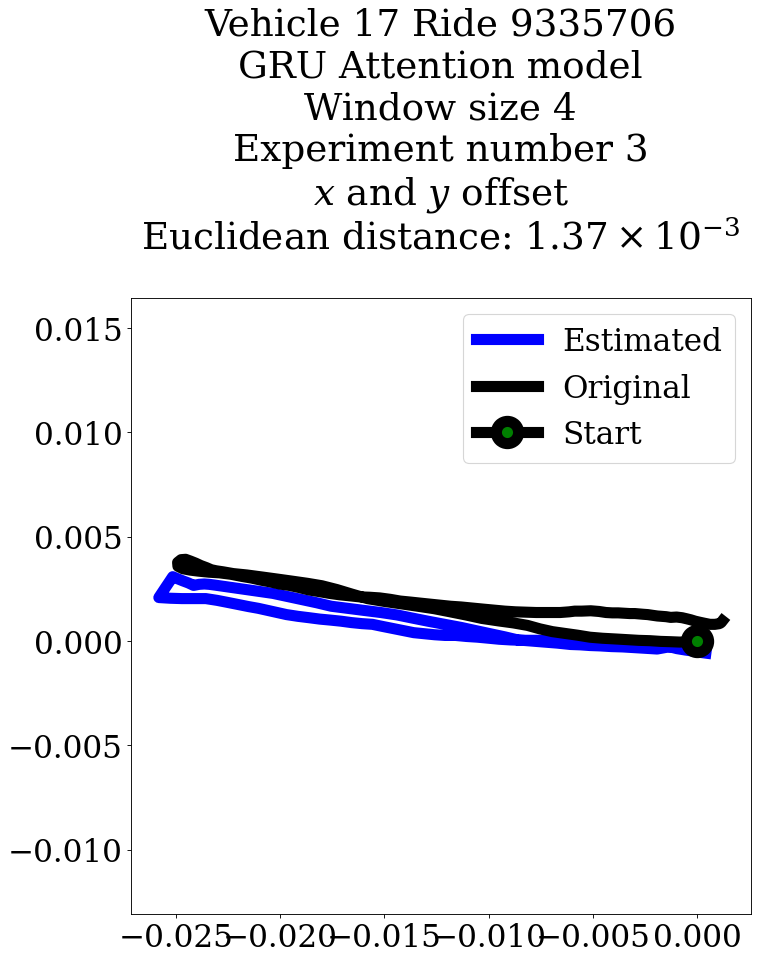 Vehicle 17 Ride 9335706
GRU Attention model
Window size 4
Experiment number 3
x and y offset
Euclidean distance: 1.37 × 10⁻³
Estimated
Original
Start
0.015
0.010
0.005
0.000
−0.005
−0.010
−0.025 −0.020 −0.015 −0.010 −0.005 0.000